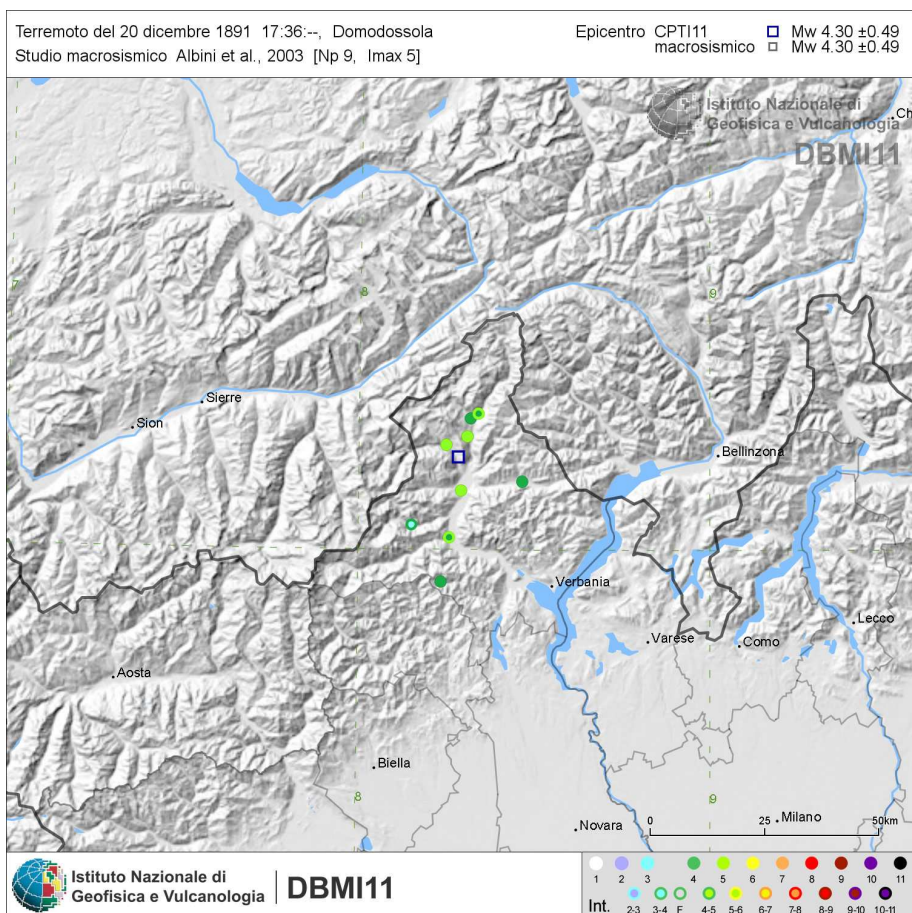 Terremoto del 20 dicembre 1891 17:36:--, Domodossola
Studio macrosismico Albini et al., 2003 [Np 9, Imax 5]
Epicentro CPTI11 Mw 4.30 ±0.49
macrosismico Mw 4.30 ±0.49
Istituto Nazionale di
Geofisica e Vulcanologia
DBMI11
Ch
7
8
9
Sierre
Sion
Bellinzona
Verbania
Lecco
Varese
Como
Aosta
Biella
8
9
Novara
Milano
0 25 50km
Istituto Nazionale di
Geofisica e Vulcanologia
DBMI11
1 2 3 4 5 6 7 8 9 10 11
Int. 2-3 3-4 F 4-5 5-6 6-7 7-8 8-9 9-10 10-11